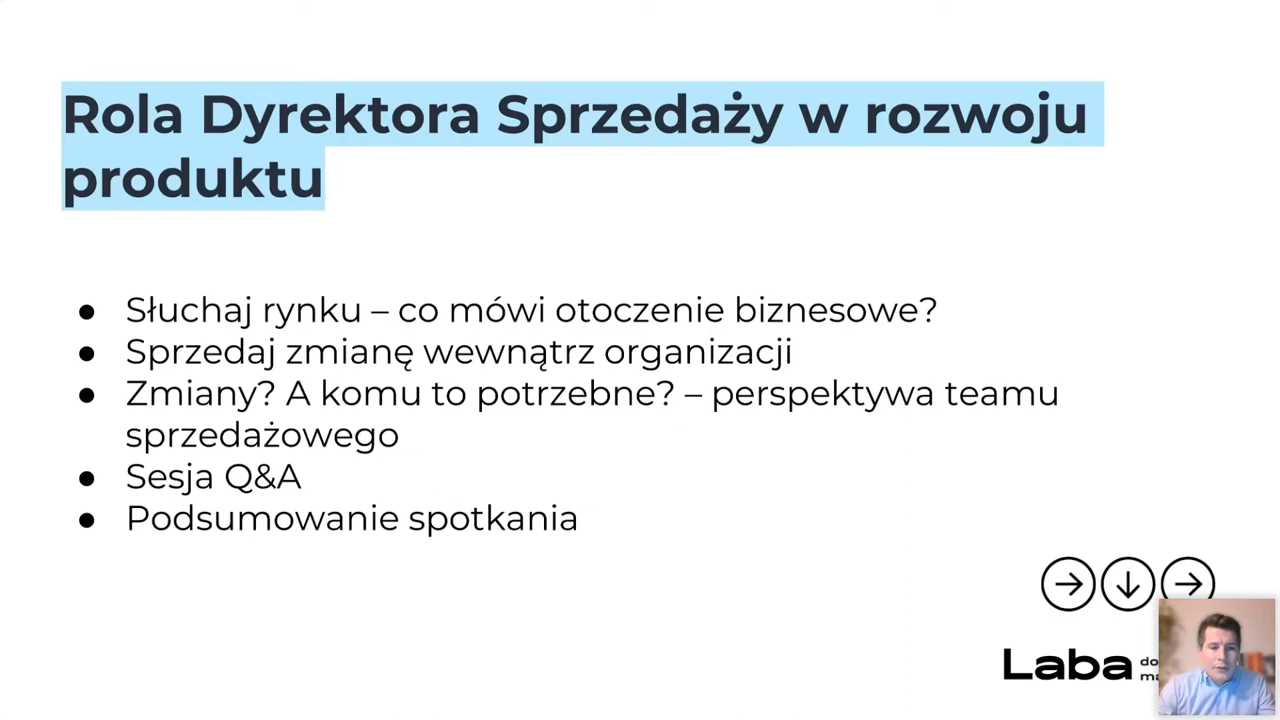 Rola Dyrektora Sprzedaży w rozwoju
produktu
● Słuchaj rynku – co mówi otoczenie biznesowe?
● Sprzedaj zmianę wewnątrz organizacji
● Zmiany? A komu to potrzebne? – perspektywa teamu
sprzedażowego
● Sesja Q&A
● Podsumowanie spotkania
Laba